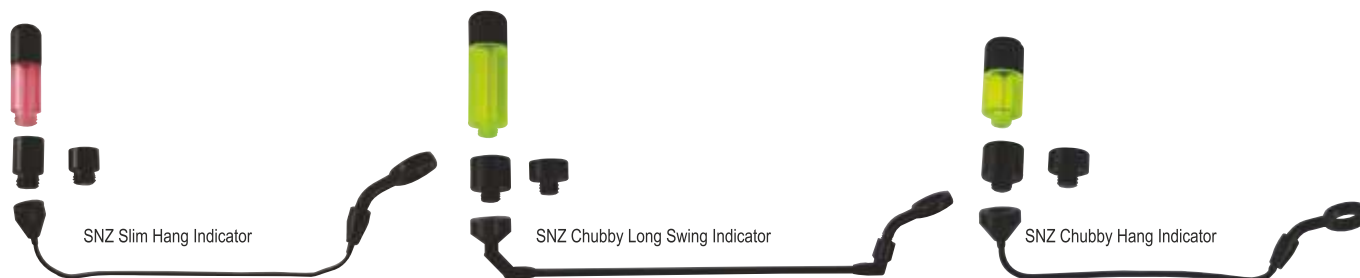 SNZ Slim Hang Indicator
SNZ Chubby Long Swing Indicator
SNZ Chubby Hang Indicator